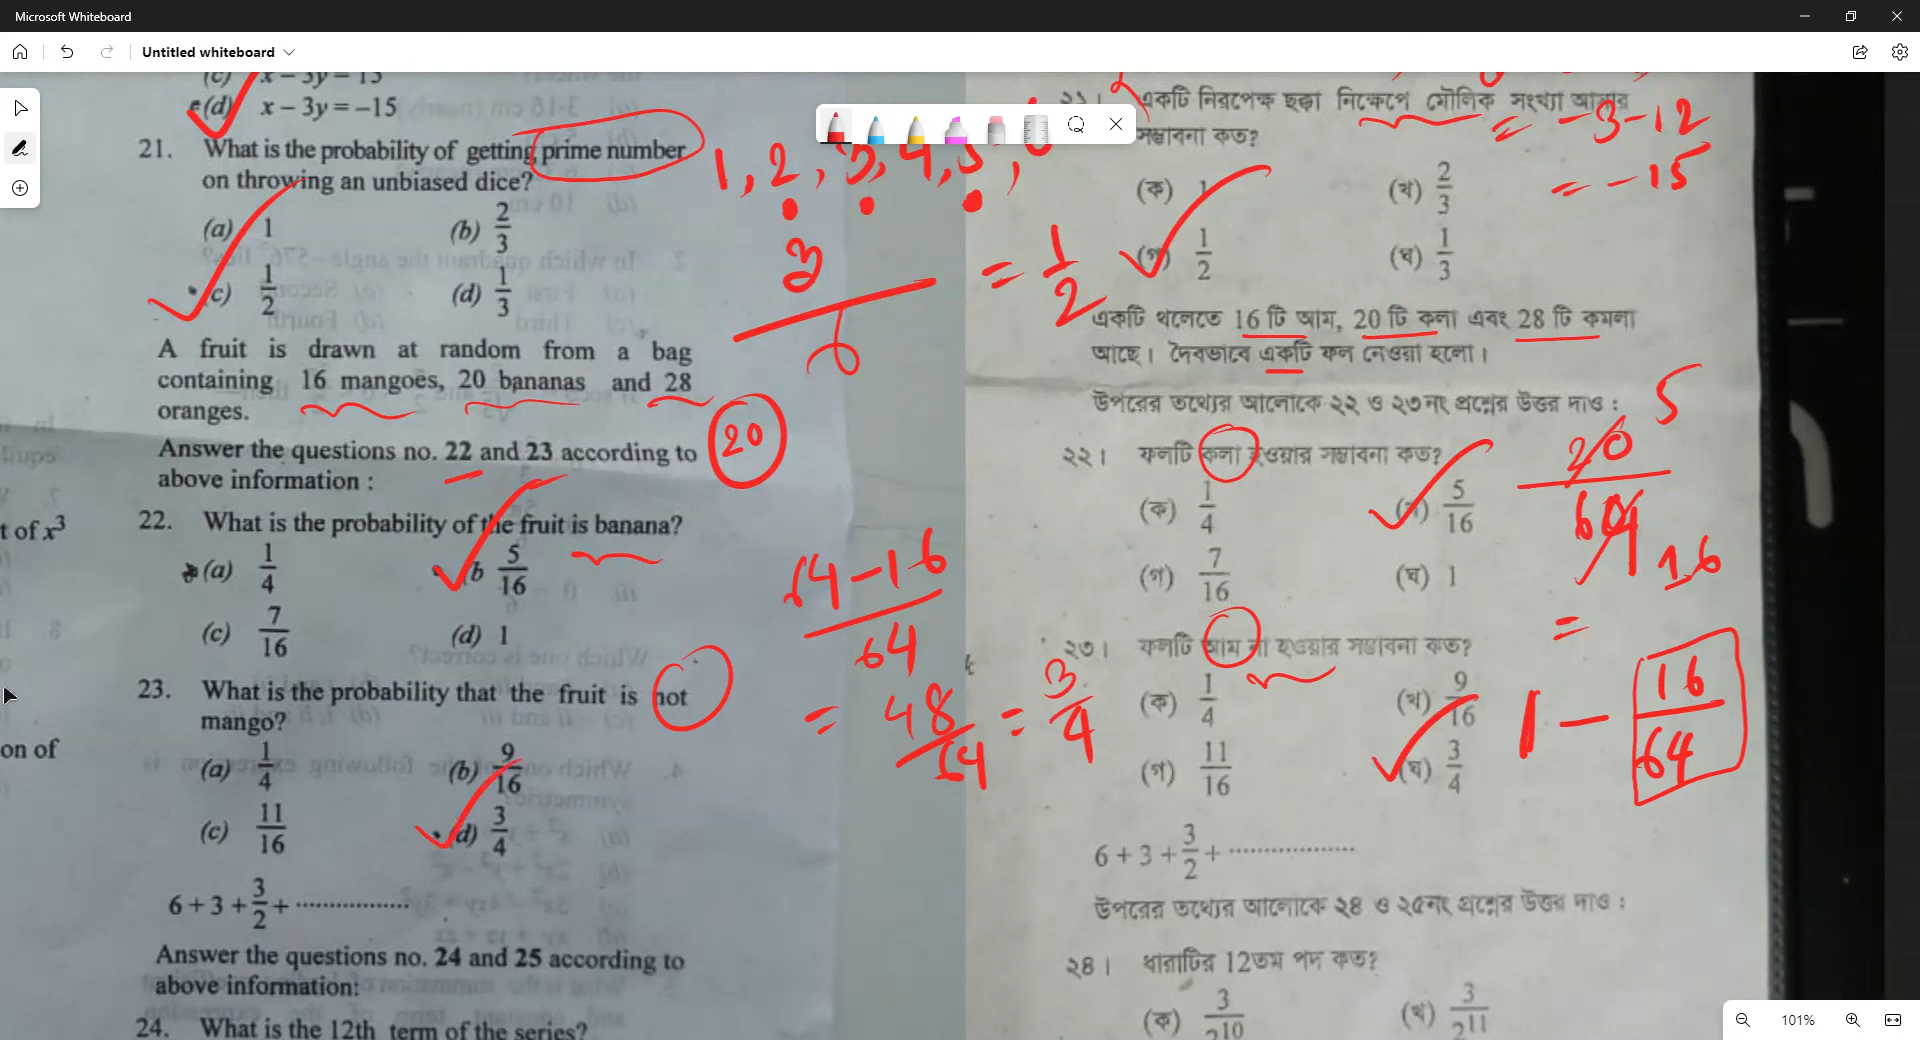 Microsoft Whiteboard
Untitled whiteboard
(c) x − 3y = 15
(d) x − 3y = −15
21. What is the probability of getting prime number
on throwing an unbiased dice?
(a) 1
(b) 2/3
(c) 1/2
(d) 1/3
1, 2, 3, 4, 5, 6
3/6 = 1/2
A fruit is drawn at random from a bag
containing 16 mangoes, 20 bananas and 28
oranges.
Answer the questions no. 22 and 23 according to
above information :
20
22. What is the probability of the fruit is banana?
(a) 1/4
(b 5/16
(c) 7/16
(d) 1
64 − 16
64
= 48/64 = 3/4
23. What is the probability that the fruit is not
mango?
(a) 1/4
(b) 9/16
(c) 11/16
(d) 3/4
6 + 3 + 3/2 + ..................
Answer the questions no. 24 and 25 according to
above information:
24. What is the 12th term of the series?
t of x³
on of
২১। একটি নিরপেক্ষ ছক্কা নিক্ষেপে মৌলিক সংখ্যা আসার
সম্ভাবনা কত?
= −3−12
= −15
(ক) 1
(খ) 2/3
(গ) 1/2
(ঘ) 1/3
একটি থলেতে 16 টি আম, 20 টি কলা এবং 28 টি কমলা
আছে। দৈবভাবে একটি ফল নেওয়া হলো।
উপরের তথ্যের আলোকে ২২ ও ২৩নং প্রশ্নের উত্তর দাও :
২২। ফলটি কলা হওয়ার সম্ভাবনা কত?
(ক) 1/4
5/16
(গ) 7/16
(ঘ) 1
20 5
64 16
=
২৩। ফলটি আম না হওয়ার সম্ভাবনা কত?
(ক) 1/4
(খ) 9/16
(গ) 11/16
(ঘ) 3/4
1 − 16/64
6 + 3 + 3/2 + ..................
উপরের তথ্যের আলোকে ২৪ ও ২৫নং প্রশ্নের উত্তর দাও :
২৪। ধারাটির 12তম পদ কত?
(ক) 3/2¹⁰
(খ) 3/2¹¹
101%